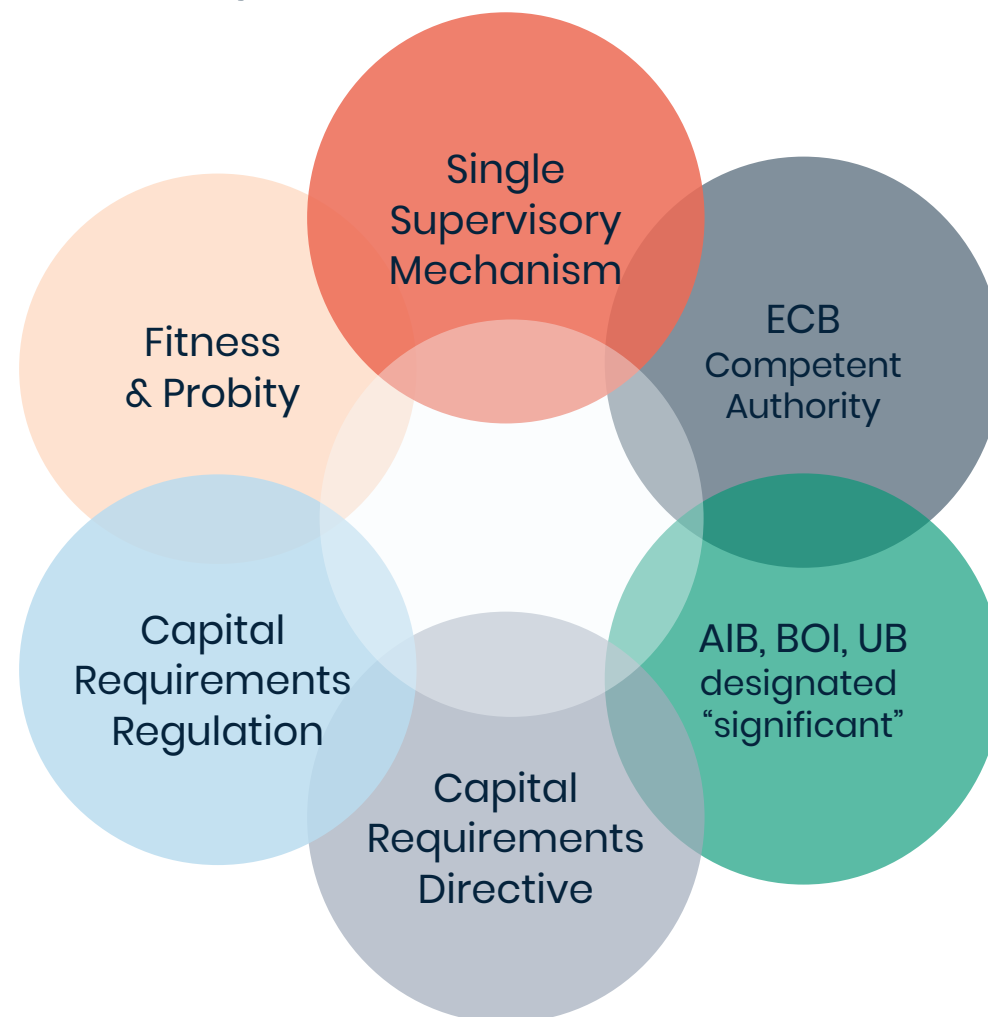 Single
Supervisory
Mechanism
ECB
Competent
Authority
AIB, BOI, UB
designated
“significant”
Capital
Requirements
Directive
Capital
Requirements
Regulation
Fitness
& Probity